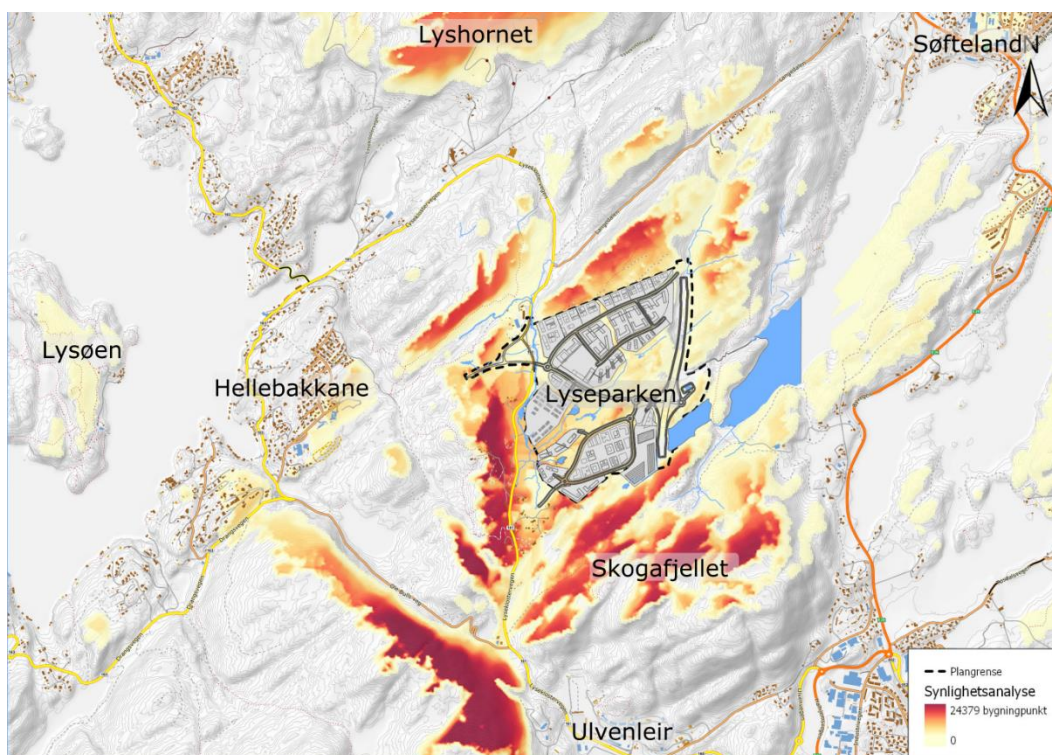 Lyshornet
Søfteland
N
Lysøen
Hellebakkane
Lyseparken
Skogafjellet
Ulvenleir
Plangrense
Synlighetsanalyse
24379 bygningpunkt
0